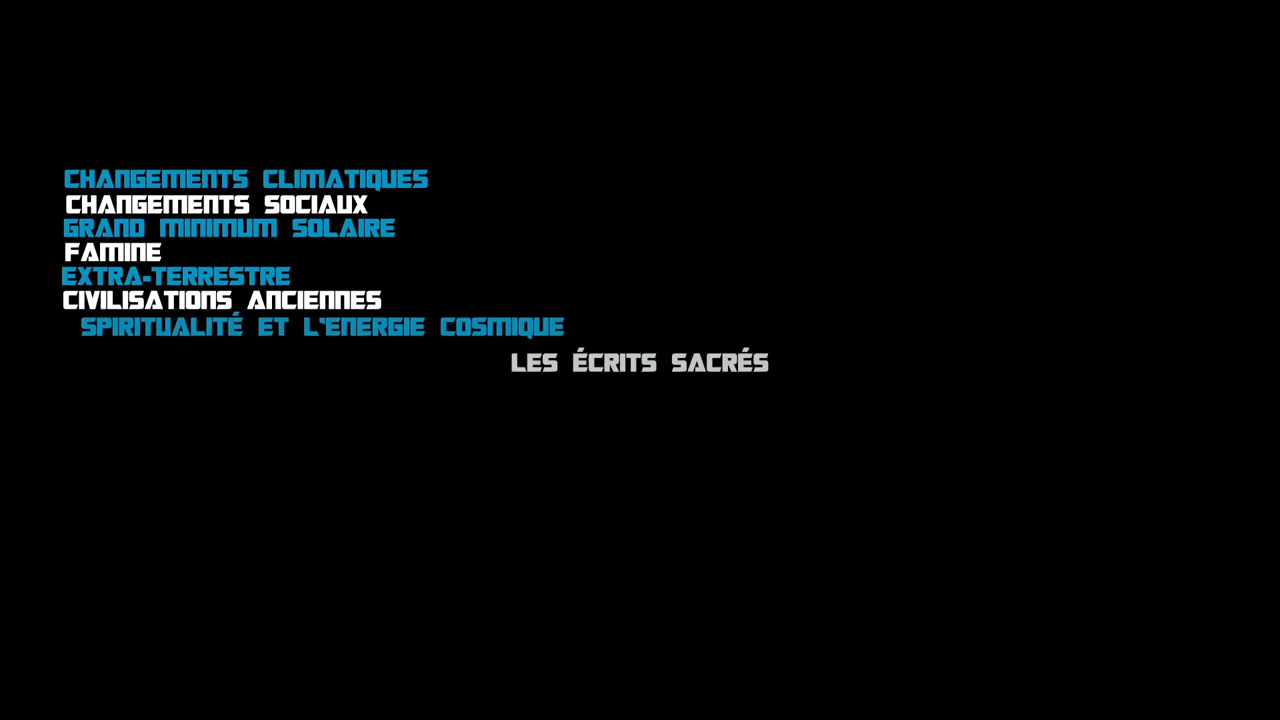 CHANGEMENTS CLIMATIQUES
CHANGEMENTS SOCIAUX
GRAND MINIMUM SOLAIRE
FAMINE
EXTRA-TERRESTRE
CIVILISATIONS ANCIENNES
SPIRITUALITÉ ET L'ENERGIE COSMIQUE
LES ÉCRITS SACRÉS